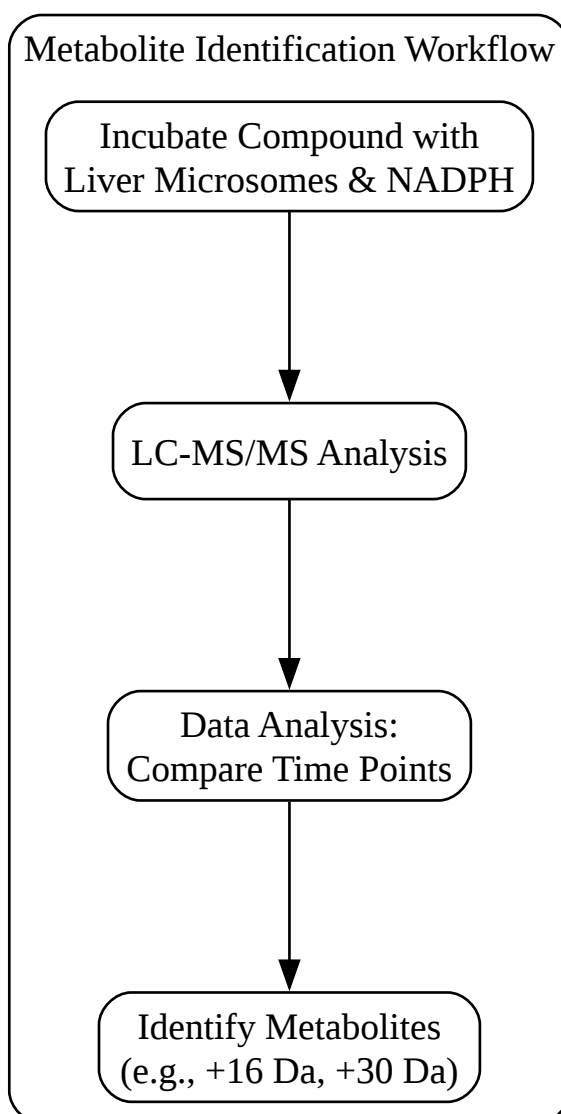 Metabolite Identification Workflow
Incubate Compound with
Liver Microsomes & NADPH
LC-MS/MS Analysis
Data Analysis:
Compare Time Points
Identify Metabolites
(e.g., +16 Da, +30 Da)